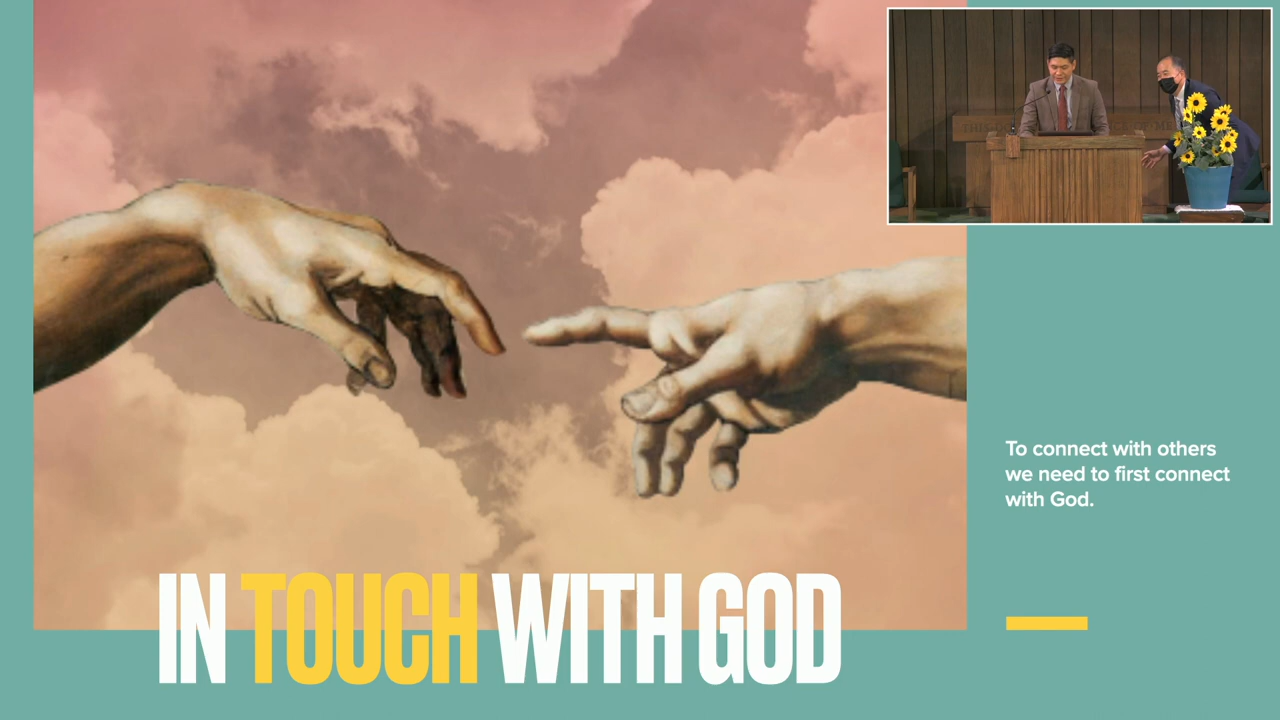 To connect with others
we need to first connect
with God.
IN TOUCH WITH GOD